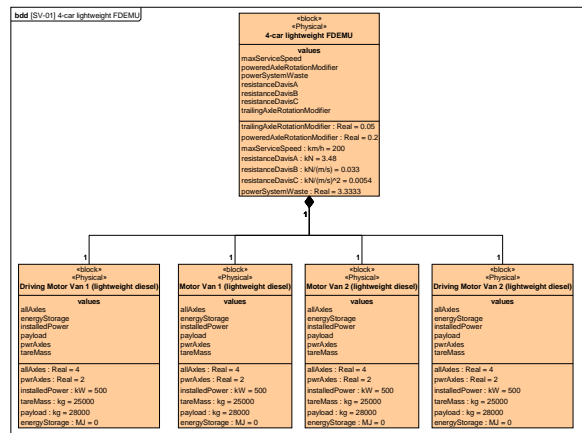 bdd [SV-01] 4-car lightweight FDEMU
«block»
«Physical»
4-car lightweight FDEMU
values
maxServiceSpeed
poweredAxleRotationModifier
powerSystemWaste
resistanceDavisA
resistanceDavisB
resistanceDavisC
trailingAxleRotationModifier
trailingAxleRotationModifier : Real = 0.05
poweredAxleRotationModifier : Real = 0.2
maxServiceSpeed : km/h = 200
resistanceDavisA : kN = 3.48
resistanceDavisB : kN/(m/s) = 0.033
resistanceDavisC : kN/(m/s)^2 = 0.0054
powerSystemWaste : Real = 3.3333
1
1
1
1
1
«block»
«Physical»
Driving Motor Van 1 (lightweight diesel)
values
allAxles
energyStorage
installedPower
payload
pwrAxles
tareMass
allAxles : Real = 4
pwrAxles : Real = 2
installedPower : kW = 500
tareMass : kg = 25000
payload : kg = 28000
energyStorage : MJ = 0
«block»
«Physical»
Motor Van 1 (lightweight diesel)
values
allAxles
energyStorage
installedPower
payload
pwrAxles
tareMass
allAxles : Real = 4
pwrAxles : Real = 2
installedPower : kW = 500
tareMass : kg = 25000
payload : kg = 28000
energyStorage : MJ = 0
«block»
«Physical»
Motor Van 2 (lightweight diesel)
values
allAxles
energyStorage
installedPower
payload
pwrAxles
tareMass
allAxles : Real = 4
pwrAxles : Real = 2
installedPower : kW = 500
tareMass : kg = 25000
payload : kg = 28000
energyStorage : MJ = 0
«block»
«Physical»
Driving Motor Van 2 (lightweight diesel)
values
allAxles
energyStorage
installedPower
payload
pwrAxles
tareMass
allAxles : Real = 4
pwrAxles : Real = 2
installedPower : kW = 500
tareMass : kg = 25000
payload : kg = 28000
energyStorage : MJ = 0